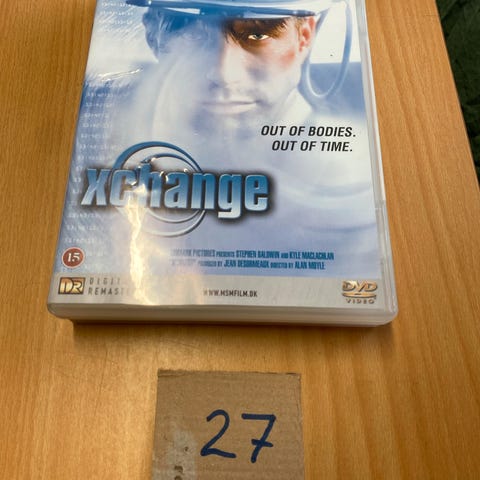 OUT OF BODIES.
OUT OF TIME.
xchange
PICTURES PRESENTS STEPHEN BALDWIN AND KYLE MACLACHLAN
PRODUCED BY JEAN DESORMEAUX DIRECTED BY ALAN MOYLE
15
DR
WWW.MSMFILM.DK
DVD
VIDEO
27